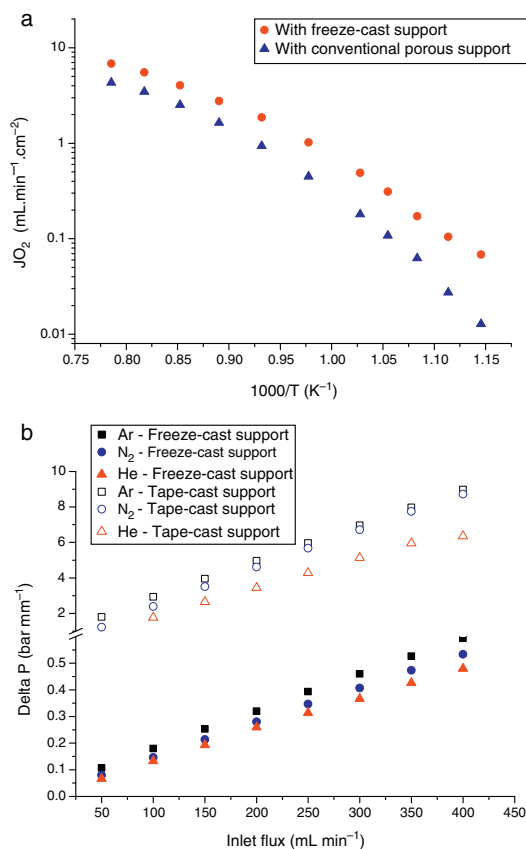 a
With freeze-cast support
With conventional porous support
10
1
0.1
0.01
JO₂ (mL.min⁻¹.cm⁻²)
0.75 0.80 0.85 0.90 0.95 1.00 1.05 1.10 1.15
1000/T (K⁻¹)
b
Ar - Freeze-cast support
N₂ - Freeze-cast support
He - Freeze-cast support
Ar - Tape-cast support
N₂ - Tape-cast support
He - Tape-cast support
10
8
6
4
2
0.5
0.4
0.3
0.2
0.1
0.0
Delta P (bar mm⁻¹)
50 100 150 200 250 300 350 400 450
Inlet flux (mL min⁻¹)